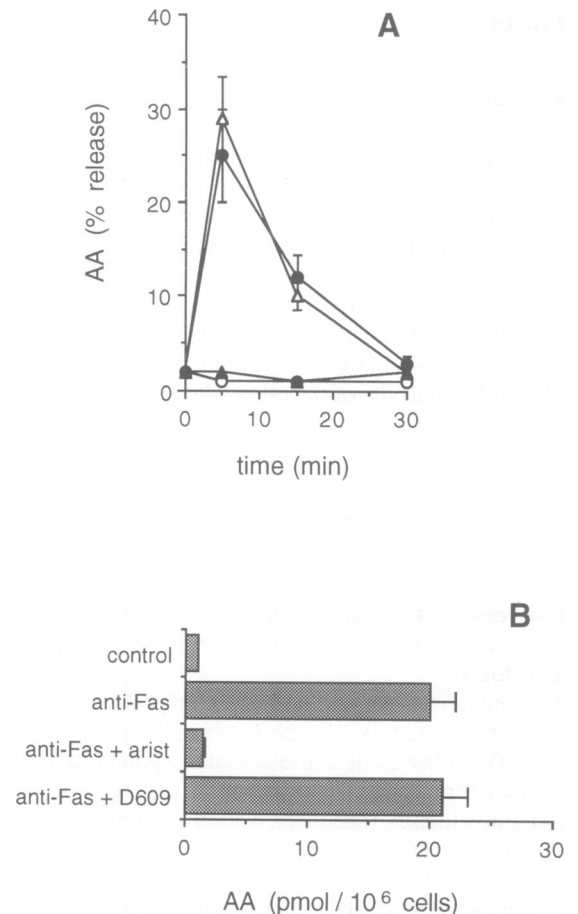 A
40
30
20
10
0
AA (% release)
0
10
20
30
time (min)
B
control
anti-Fas
anti-Fas + arist
anti-Fas + D609
0
10
20
30
AA (pmol / 10⁶ cells)